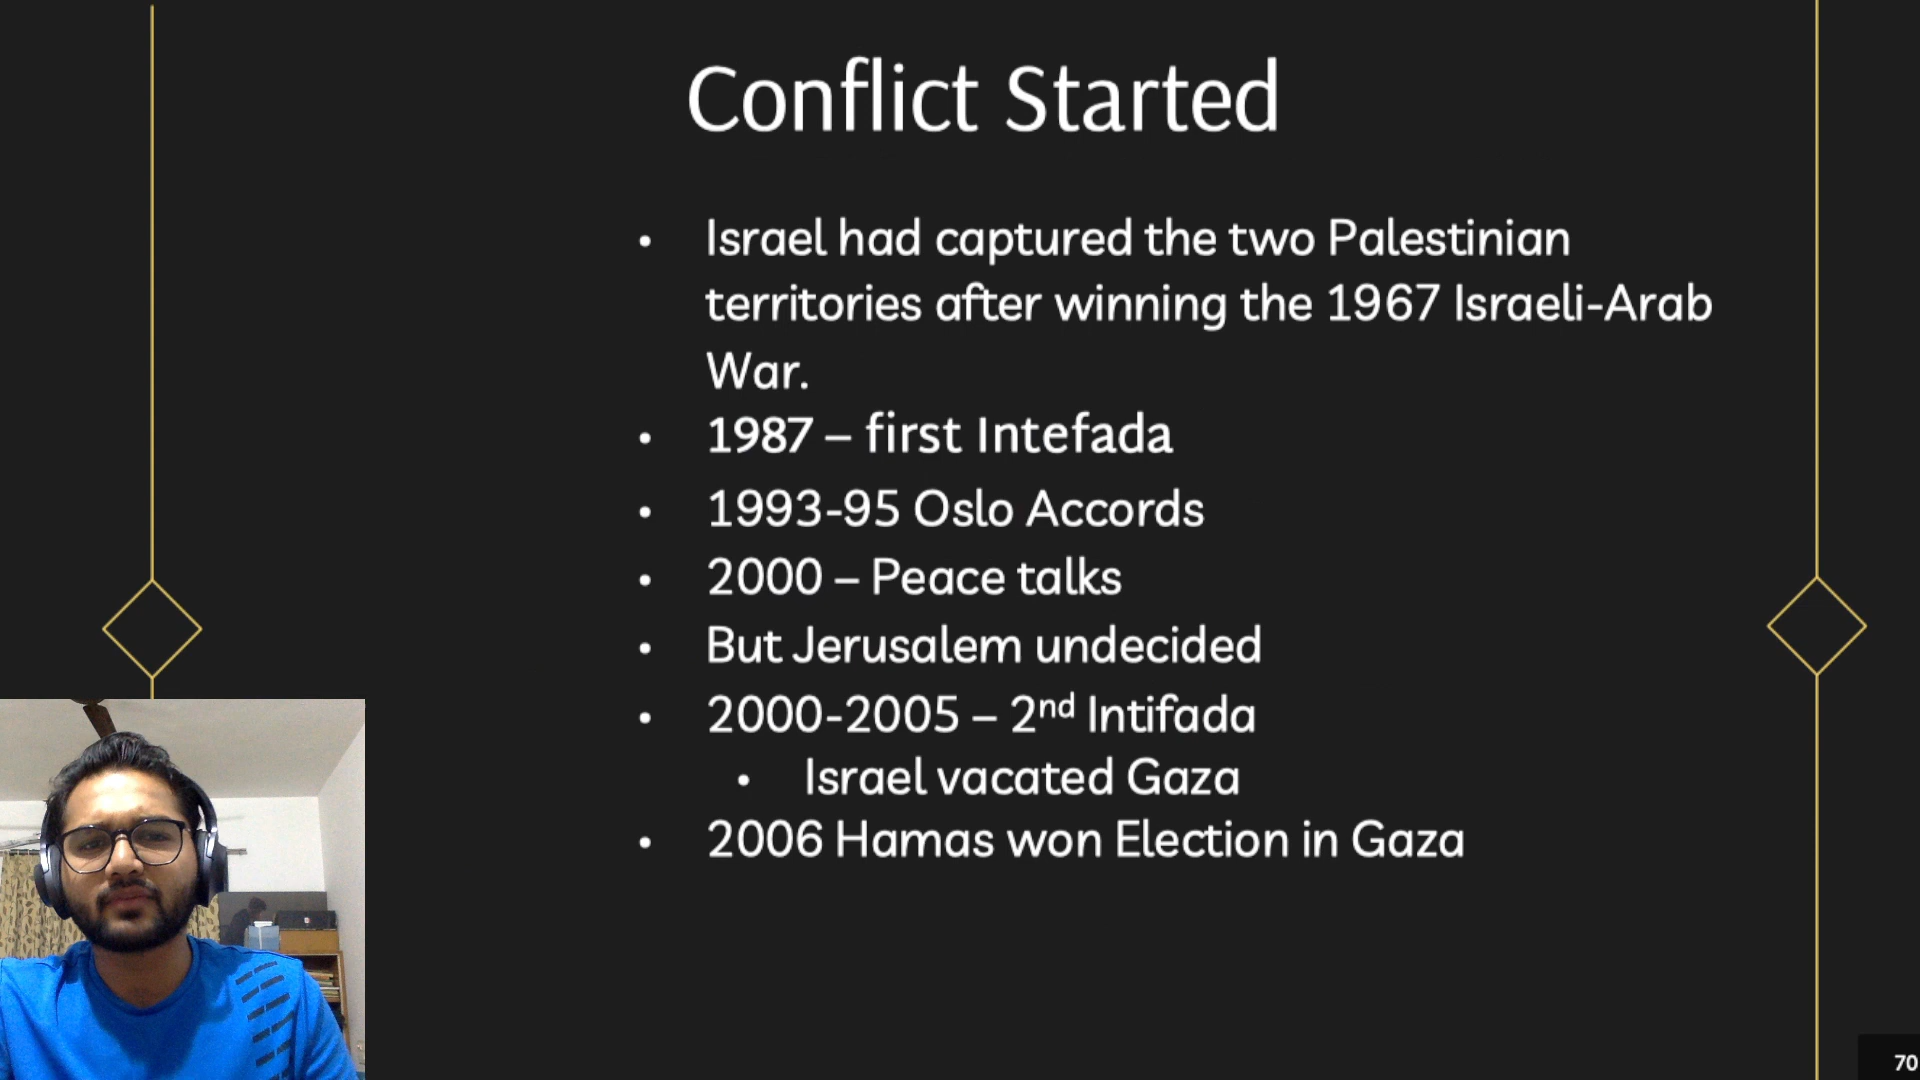 Conflict Started
• Israel had captured the two Palestinian
territories after winning the 1967 Israeli-Arab
War.
• 1987 – first Intefada
• 1993-95 Oslo Accords
• 2000 – Peace talks
• But Jerusalem undecided
• 2000-2005 – 2nd Intifada
• Israel vacated Gaza
• 2006 Hamas won Election in Gaza
70